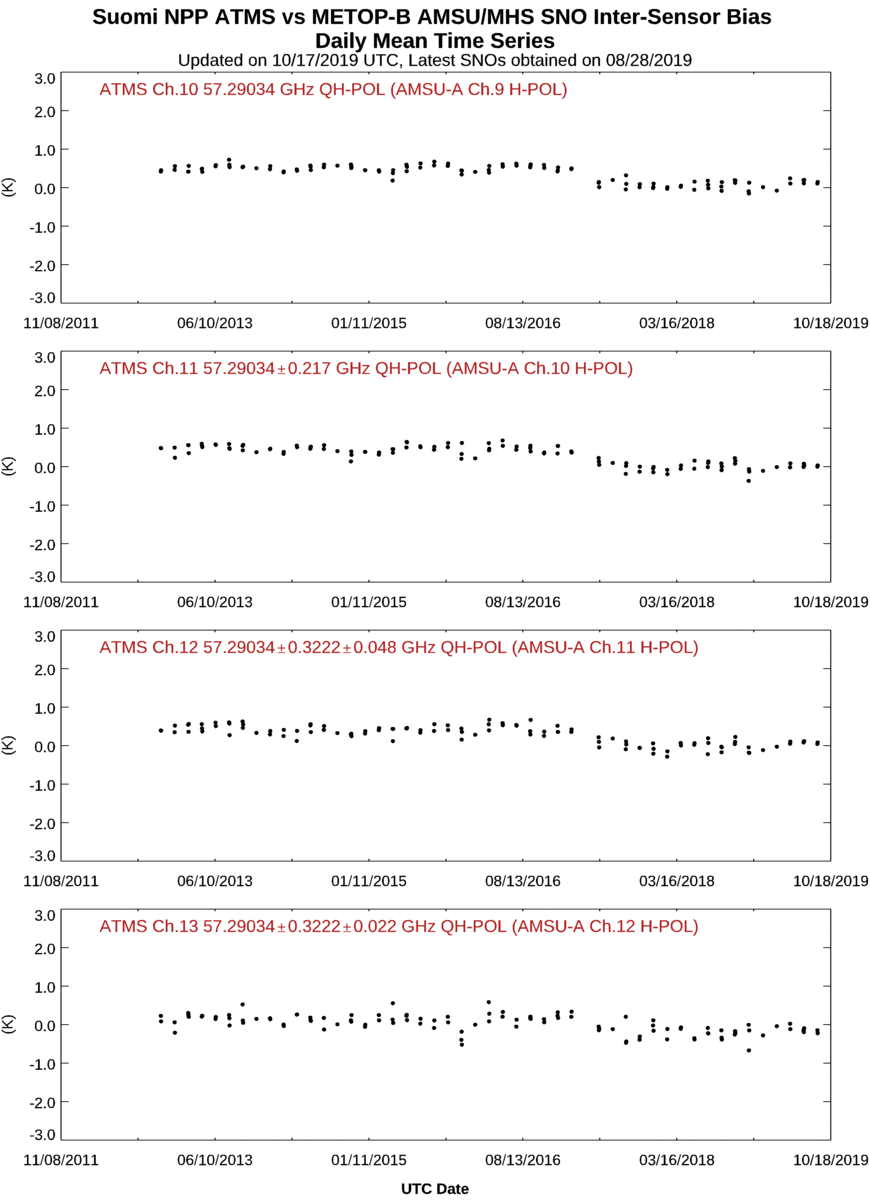 Suomi NPP ATMS vs METOP-B AMSU/MHS SNO Inter-Sensor Bias
Daily Mean Time Series
Updated on 10/17/2019 UTC, Latest SNOs obtained on 08/28/2019
ATMS Ch.10 57.29034 GHz QH-POL (AMSU-A Ch.9 H-POL)
3.0
2.0
1.0
0.0
-1.0
-2.0
-3.0
(K)
11/08/2011 06/10/2013 01/11/2015 08/13/2016 03/16/2018 10/18/2019
ATMS Ch.11 57.29034±0.217 GHz QH-POL (AMSU-A Ch.10 H-POL)
3.0
2.0
1.0
0.0
-1.0
-2.0
-3.0
(K)
11/08/2011 06/10/2013 01/11/2015 08/13/2016 03/16/2018 10/18/2019
ATMS Ch.12 57.29034±0.3222±0.048 GHz QH-POL (AMSU-A Ch.11 H-POL)
3.0
2.0
1.0
0.0
-1.0
-2.0
-3.0
(K)
11/08/2011 06/10/2013 01/11/2015 08/13/2016 03/16/2018 10/18/2019
ATMS Ch.13 57.29034±0.3222±0.022 GHz QH-POL (AMSU-A Ch.12 H-POL)
3.0
2.0
1.0
0.0
-1.0
-2.0
-3.0
(K)
11/08/2011 06/10/2013 01/11/2015 08/13/2016 03/16/2018 10/18/2019
UTC Date